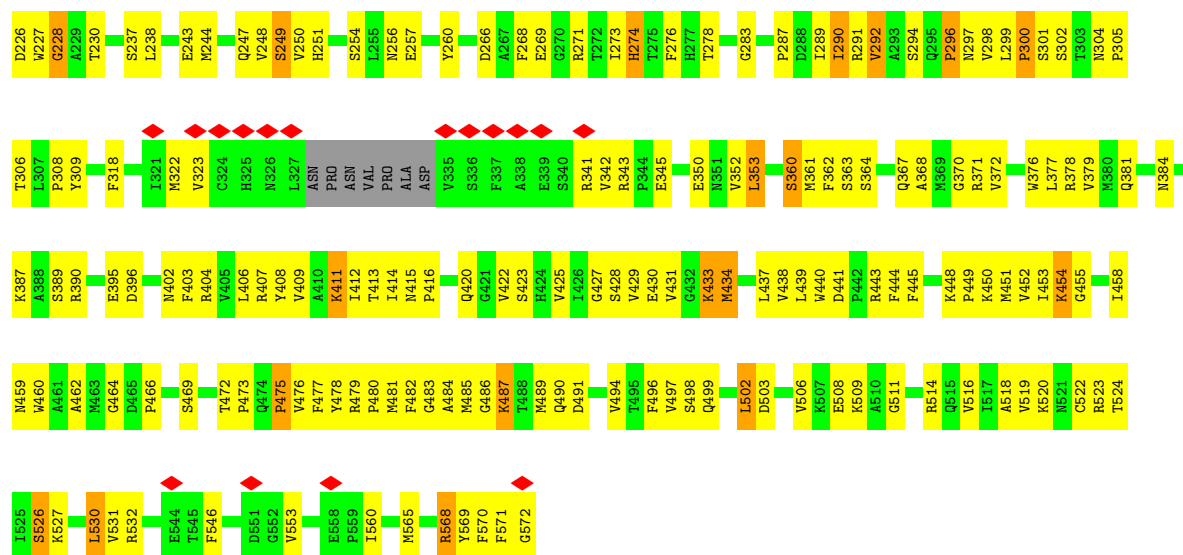 D226 W227 G228 A229 T230 S237 L238 E243 M244 Q247 V248 S249 V250 H251 S254 L255 N256 E257 Y260 D266 A267 F268 E269 G270 R271 T272 I273 H274 T275 F276 H277 T278 G283 P287 D288 I289 I290 R291 V292 A293 S294 Q295 P296 N297 V298 L299 P300 S301 S302 T303 N304 P305
T306 L307 P308 Y309 F318 I321 M322 V323 C324 H325 N326 L327 ASN PRO ASN VAL PRO ALA ASP V335 S336 F337 A338 E339 S340 R341 V342 R343 P344 E345 E350 N351 V352 L353 S360 M361 F362 S363 S364 Q367 A368 M369 G370 R371 V372 W376 L377 R378 V379 M380 Q381 N384
K387 A388 S389 R390 E395 D396 N402 F403 R404 V405 L406 R407 Y408 V409 A410 K411 I412 T413 I414 N415 P416 Q420 G421 V422 S423 H424 V425 I426 G427 S428 V429 E430 V431 G432 K433 M434 L437 V438 L439 W440 D441 P442 R443 F444 F445 K448 P449 K450 M451 V452 I453 K454 G455 I458
N459 W460 A461 A462 M463 G464 D465 P466 S469 T472 P473 Q474 P475 V476 F477 Y478 R479 P480 M481 F482 G483 A484 M485 G486 K487 T488 M489 Q490 D491 V494 T495 F496 V497 S498 Q499 L502 D503 V506 K507 E508 K509 A510 G511 R514 Q515 V516 I517 A518 V519 K520 N521 C522 R523 T524
I525 S526 K527 L530 V531 R532 E544 T545 F546 D551 G552 V553 E558 P559 I560 M565 R568 Y569 F570 F571 G572